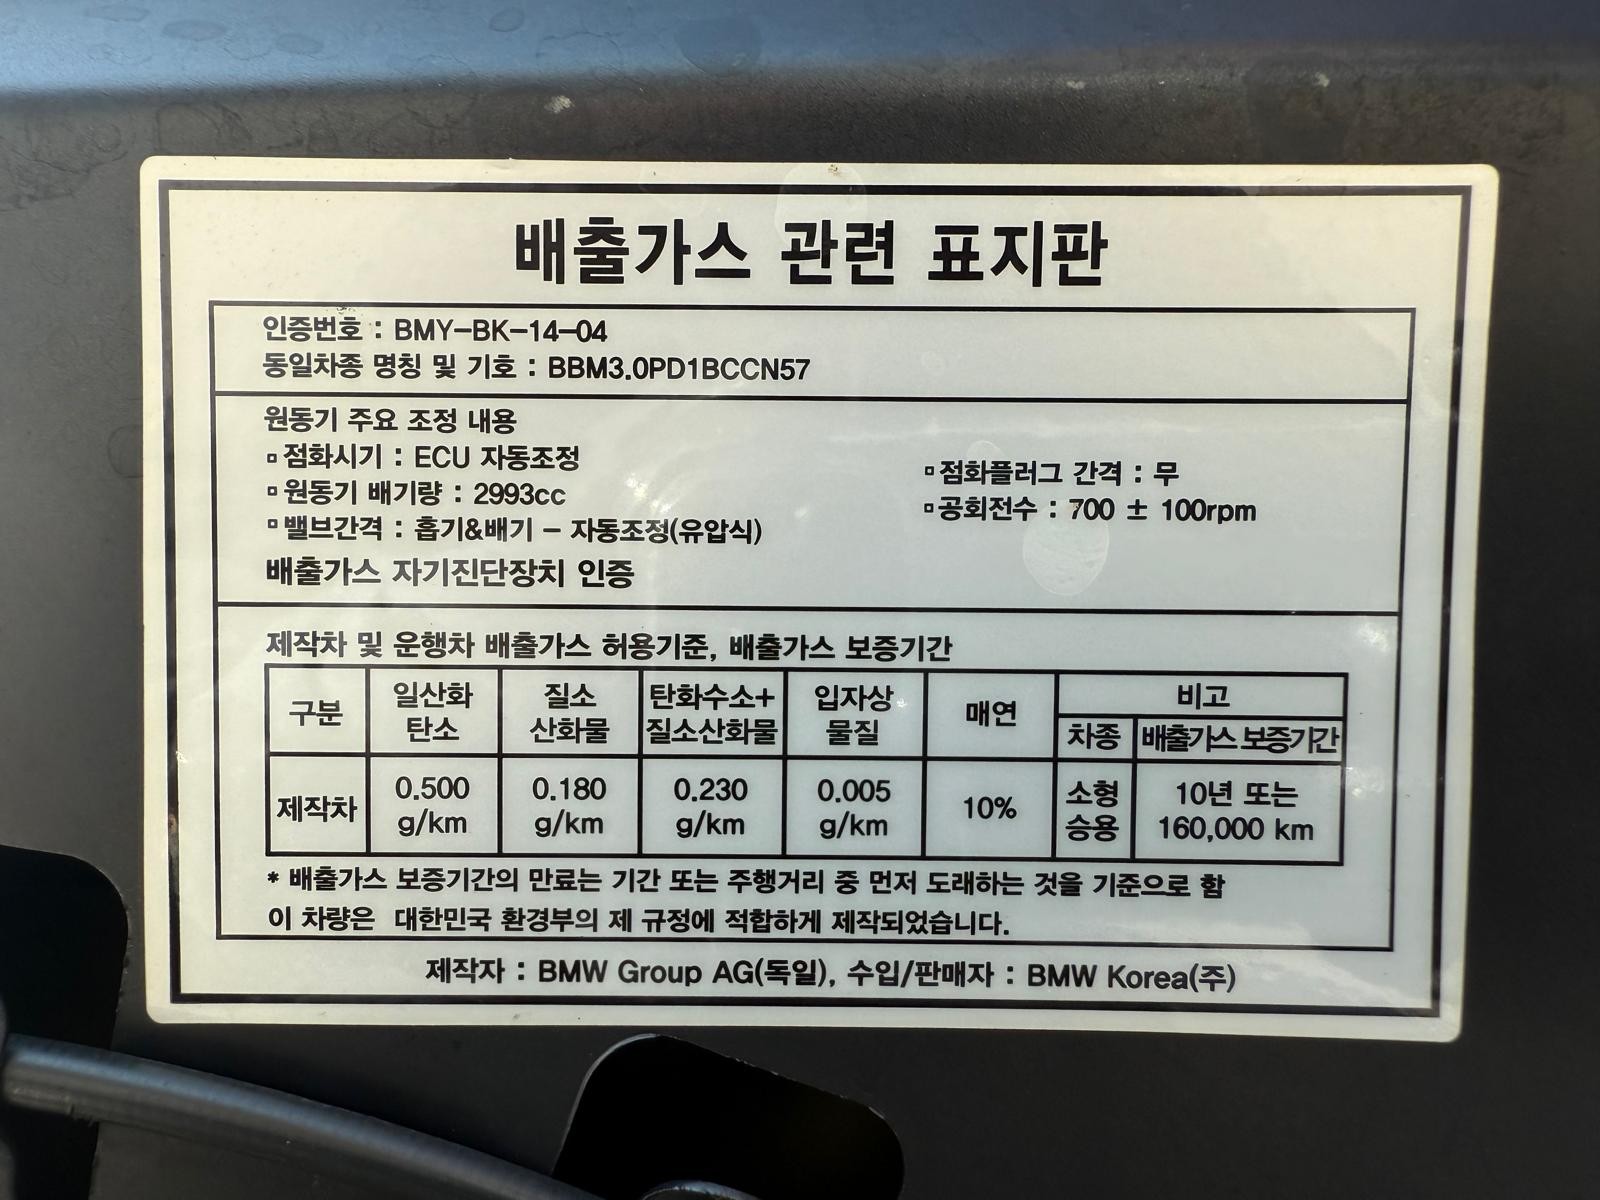 배출가스 관련 표지판
인증번호 : BMY-BK-14-04
동일차종 명칭 및 기호 : BBM3.0PD1BCCN57
원동기 주요 조정 내용
▫점화시기 : ECU 자동조정
▫원동기 배기량 : 2993cc
▫밸브간격 : 흡기&배기 - 자동조정(유압식)
▫점화플러그 간격 : 무
▫공회전수 : 700 ± 100rpm
배출가스 자기진단장치 인증
제작차 및 운행차 배출가스 허용기준, 배출가스 보증기간
구분 일산화탄소 질소산화물 탄화수소+질소산화물 입자상물질 매연 비고
차종 배출가스 보증기간
제작차 0.500 g/km 0.180 g/km 0.230 g/km 0.005 g/km 10% 소형승용 10년 또는 160,000 km
* 배출가스 보증기간의 만료는 기간 또는 주행거리 중 먼저 도래하는 것을 기준으로 함
이 차량은 대한민국 환경부의 제 규정에 적합하게 제작되었습니다.
제작자 : BMW Group AG(독일), 수입/판매자 : BMW Korea(주)